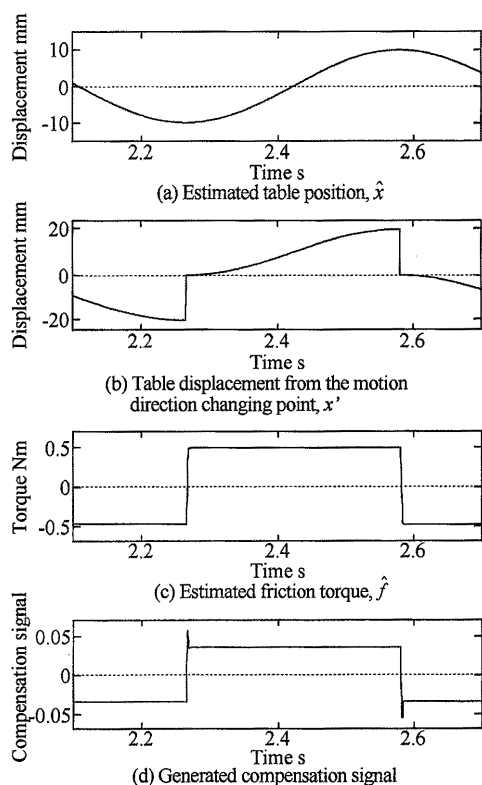 Displacement mm
10
0
-10
2.2
2.4
2.6
Time s
(a) Estimated table position, x̂
Displacement mm
20
0
-20
2.2
2.4
2.6
Time s
(b) Table displacement from the motion
direction changing point, x'
Torque Nm
0.5
0
-0.5
2.2
2.4
2.6
Time s
(c) Estimated friction torque, f̂
Compensation signal
0.05
0
-0.05
2.2
2.4
2.6
Time s
(d) Generated compensation signal